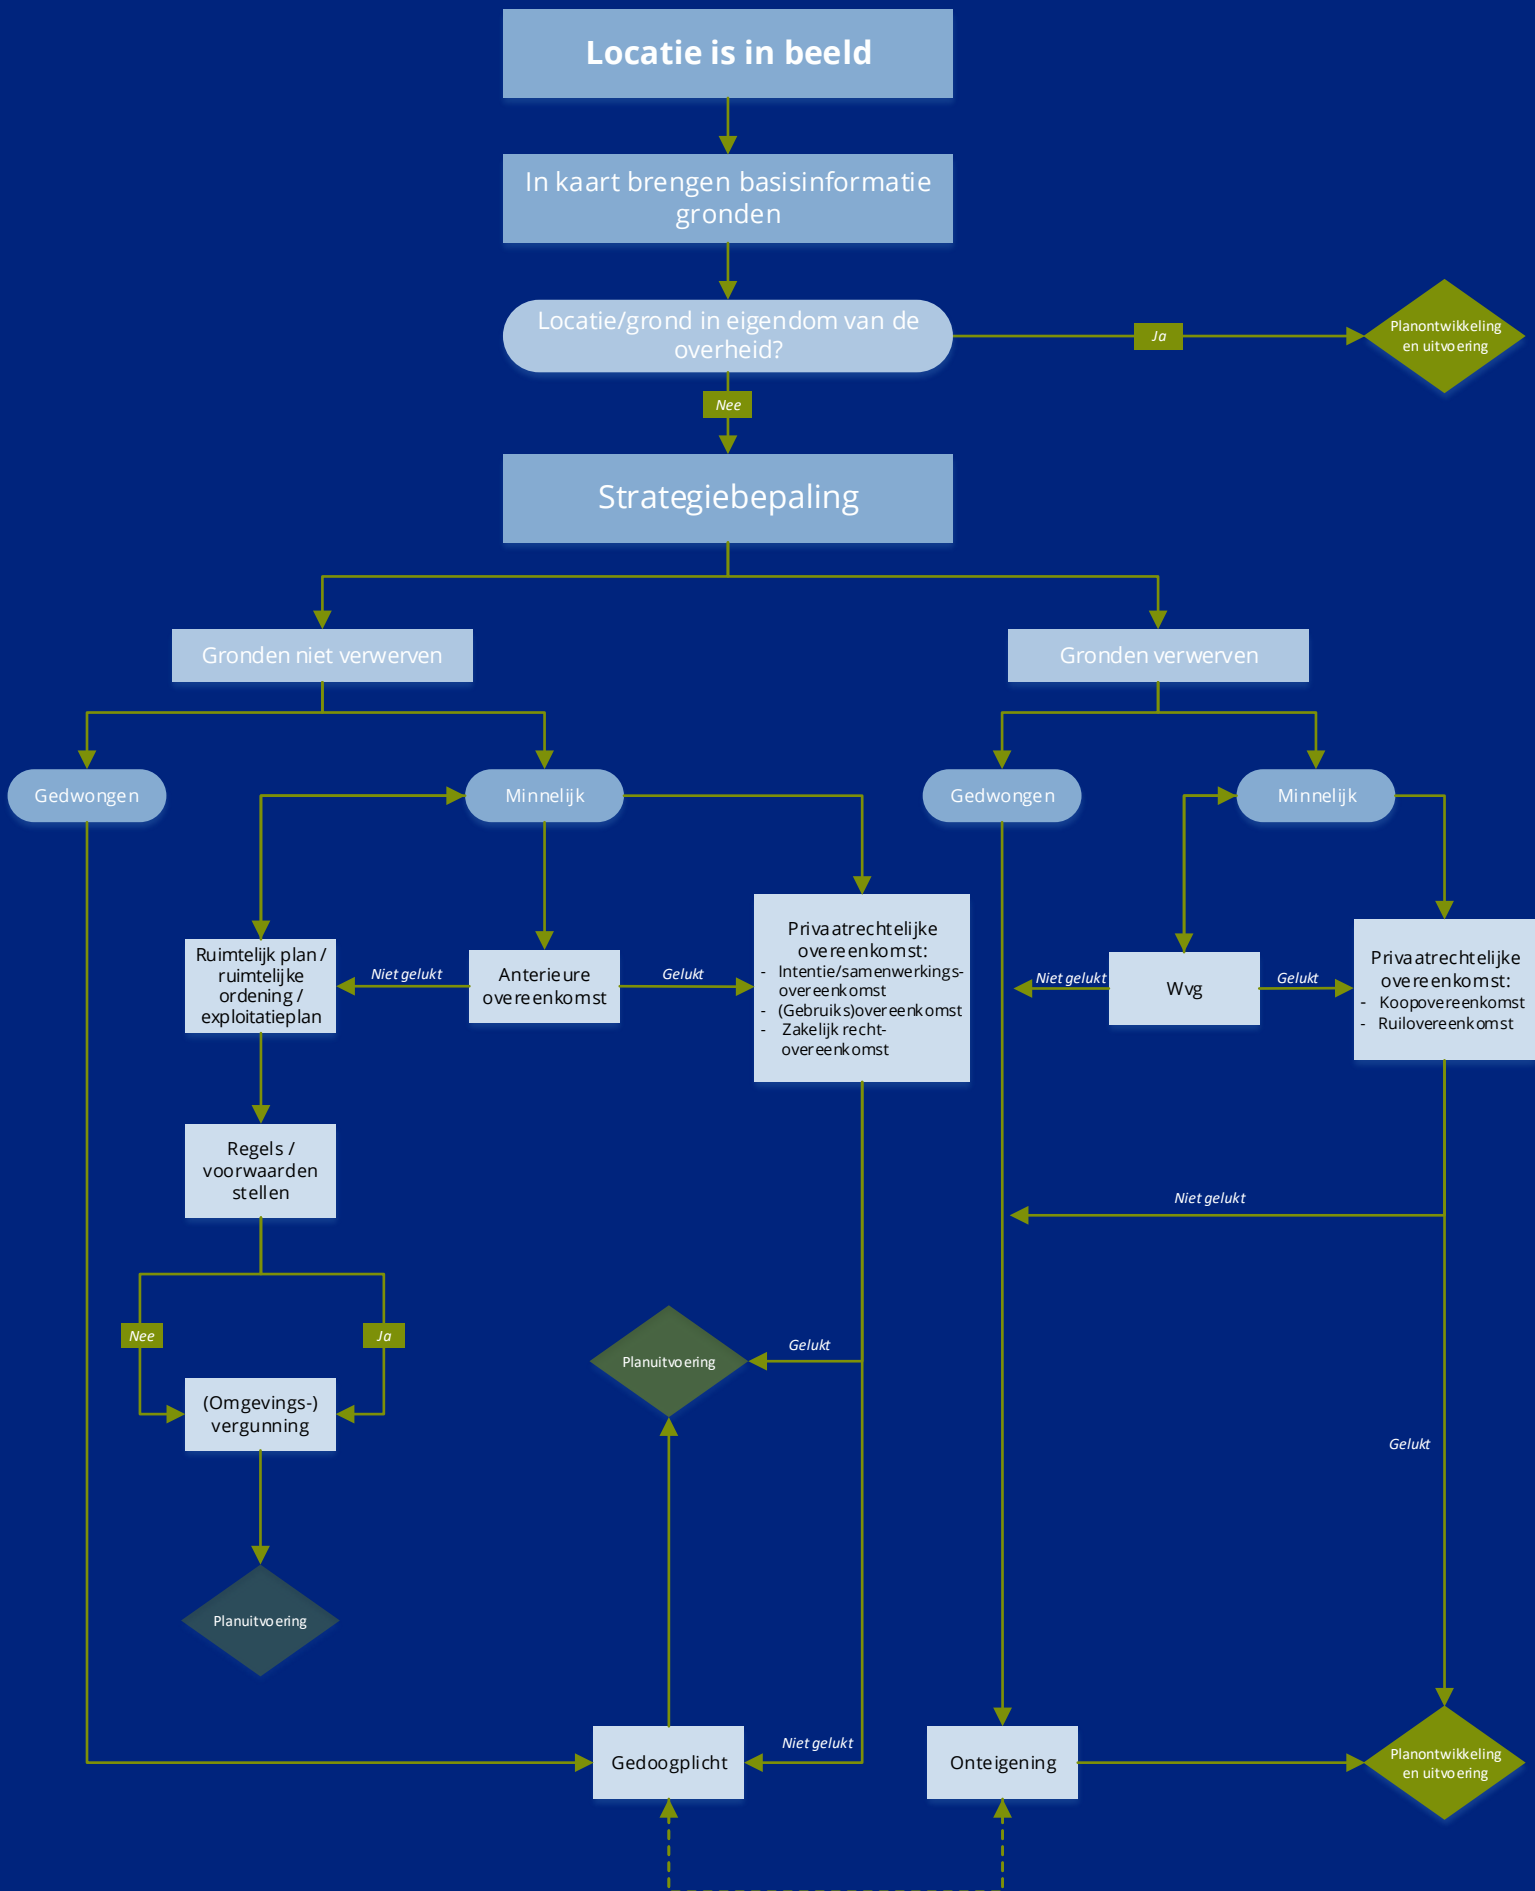 Locatie is in beeld
In kaart brengen basisinformatie
gronden
Locatie/grond in eigendom van de
overheid?
Ja
Planontwikkeling
en uitvoering
Nee
Strategiebepaling
Gronden niet verwerven
Gronden verwerven
Gedwongen
Minnelijk
Gedwongen
Minnelijk
Ruimtelijk plan /
ruimtelijke
ordening /
exploitatieplan
Niet gelukt
Anterieure
overeenkomst
Gelukt
Privaatrechtelijke
overeenkomst:
- Intentie/samenwerkings-
overeenkomst
- (Gebruiks)overeenkomst
- Zakelijk recht-
overeenkomst
Niet gelukt
Wvg
Gelukt
Privaatrechtelijke
overeenkomst:
- Koopovereenkomst
- Ruilovereenkomst
Regels /
voorwaarden
stellen
Niet gelukt
Nee
Ja
Gelukt
Planuitvoering
(Omgevings-)
vergunning
Gelukt
Planuitvoering
Niet gelukt
Gedoogplicht
Onteigening
Planontwikkeling
en uitvoering